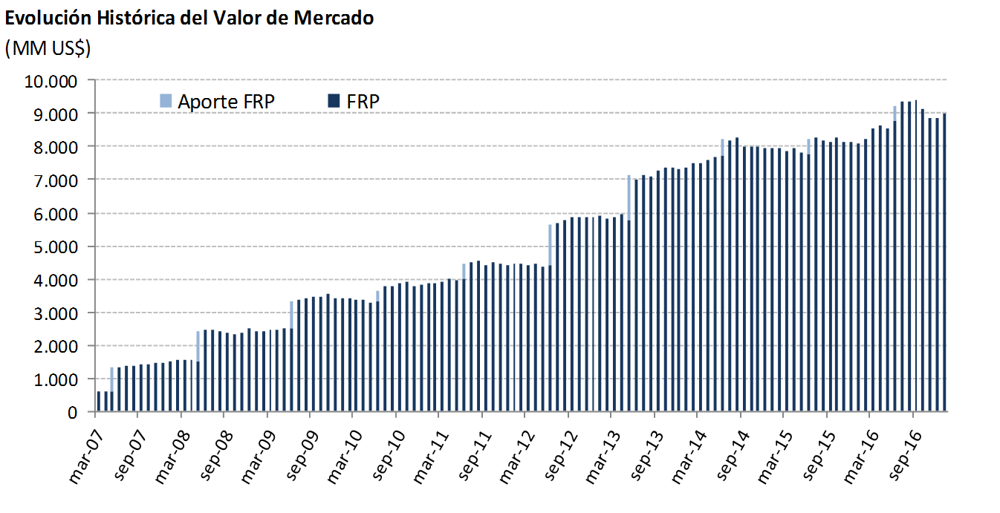 Evolución Histórica del Valor de Mercado
(MM US$)
Aporte FRP FRP
10.000
9.000
8.000
7.000
6.000
5.000
4.000
3.000
2.000
1.000
0
mar-07 sep-07 mar-08 sep-08 mar-09 sep-09 mar-10 sep-10 mar-11 sep-11 mar-12 sep-12 mar-13 sep-13 mar-14 sep-14 mar-15 sep-15 mar-16 sep-16